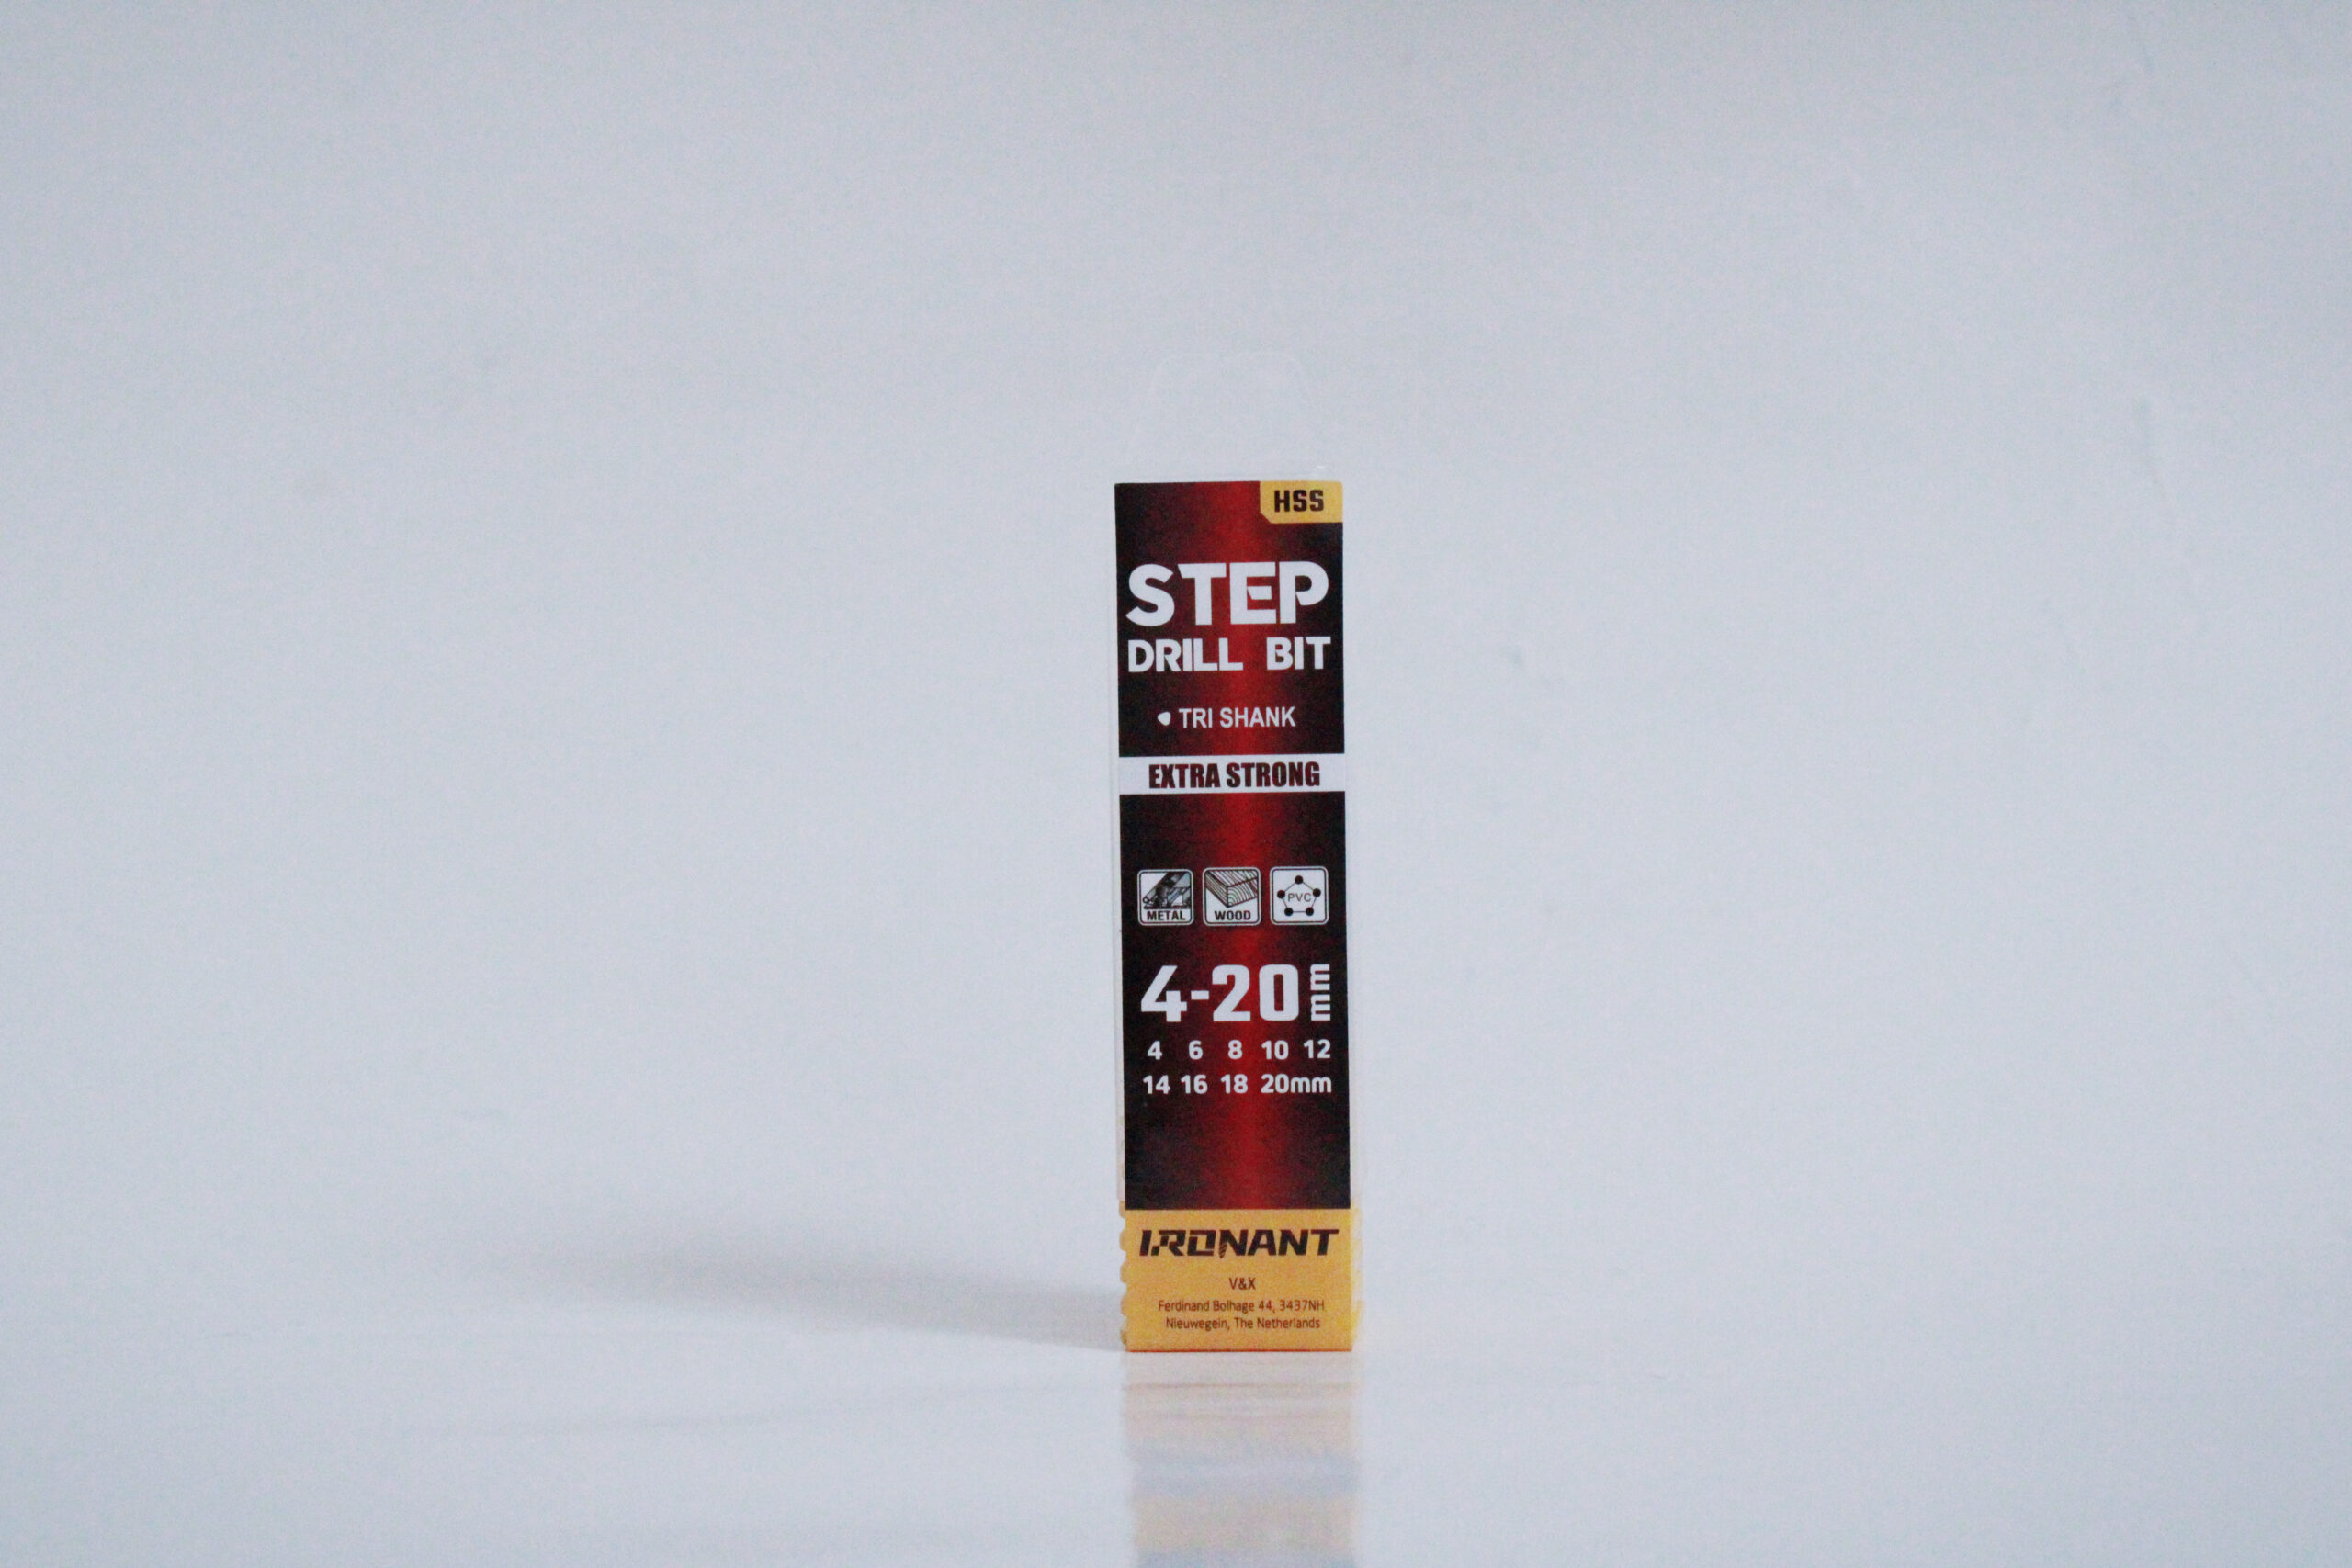 HSS
STEP
DRILL BIT
TRI SHANK
EXTRA STRONG
METAL WOOD PVC
4-20mm
4 6 8 10 12
14 16 18 20mm
IRONANT
V&X
Ferdinand Bolhage 44, 3437NH
Nieuwegein, The Netherlands